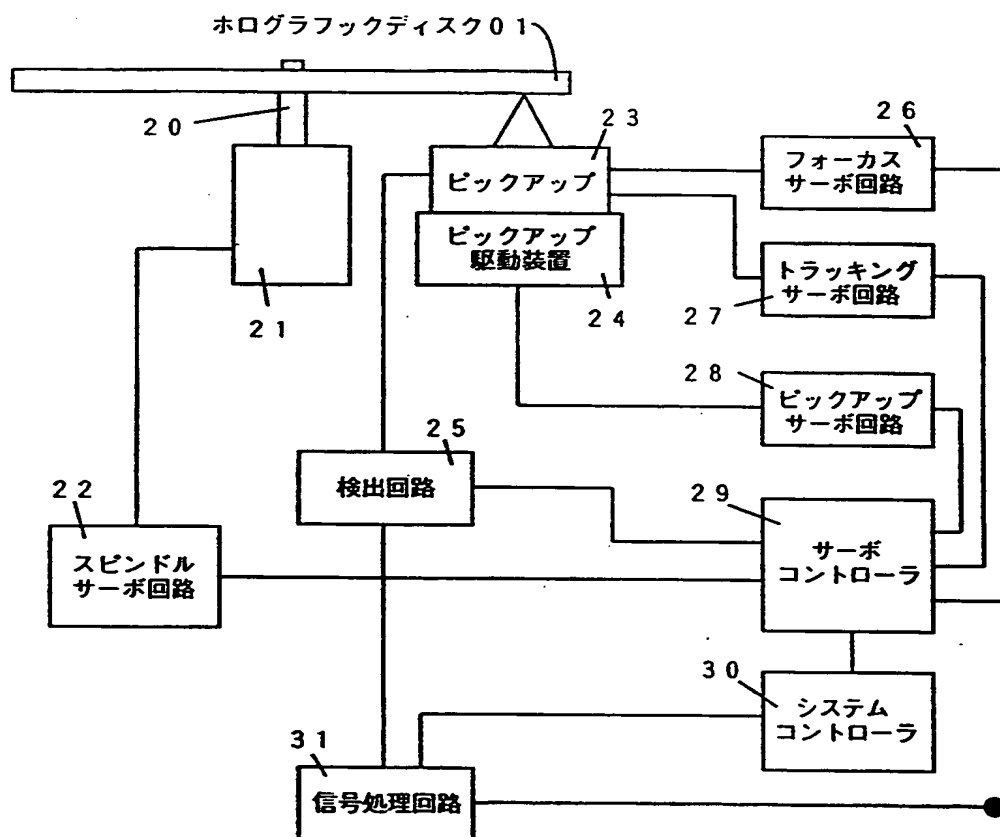 ホログラフックディスク01
20
23
26
ピックアップ
フォーカス
サーボ回路
ピックアップ
駆動装置
トラッキング
サーボ回路
21
24
27
28
ピックアップ
サーボ回路
25
検出回路
22
29
スピンドル
サーボ回路
サーボ
コントローラ
30
システム
コントローラ
31
信号処理回路